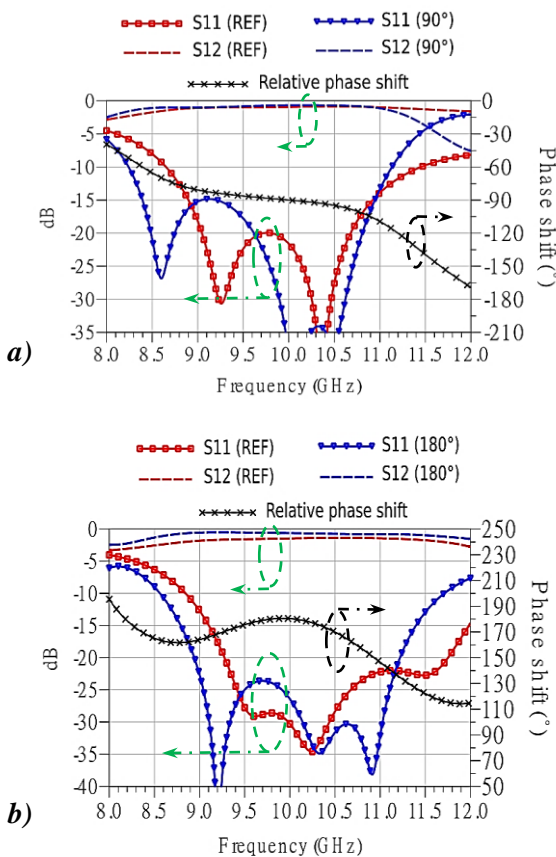 S11 (REF) S11 (90°)
S12 (REF) S12 (90°)
Relative phase shift
0 0
-5 -30
-10 -60
-15 -90
-20 -120
-25 -150
-30 -180
-35 -210
dB
Phase shift(°)
8.0 8.5 9.0 9.5 10.0 10.5 11.0 11.5 12.0
Frequency (GHz)
a)
S11 (REF) S11 (180°)
S12 (REF) S12 (180°)
Relative phase shift
0 250
-5 230
-10 210
-15 190
-20 170
-25 150
-30 130
-35 110
-40 90
70
50
dB
Phase shift(°)
8.0 8.5 9.0 9.5 10.0 10.5 11.0 11.5 12.0
Frequency (GHz)
b)